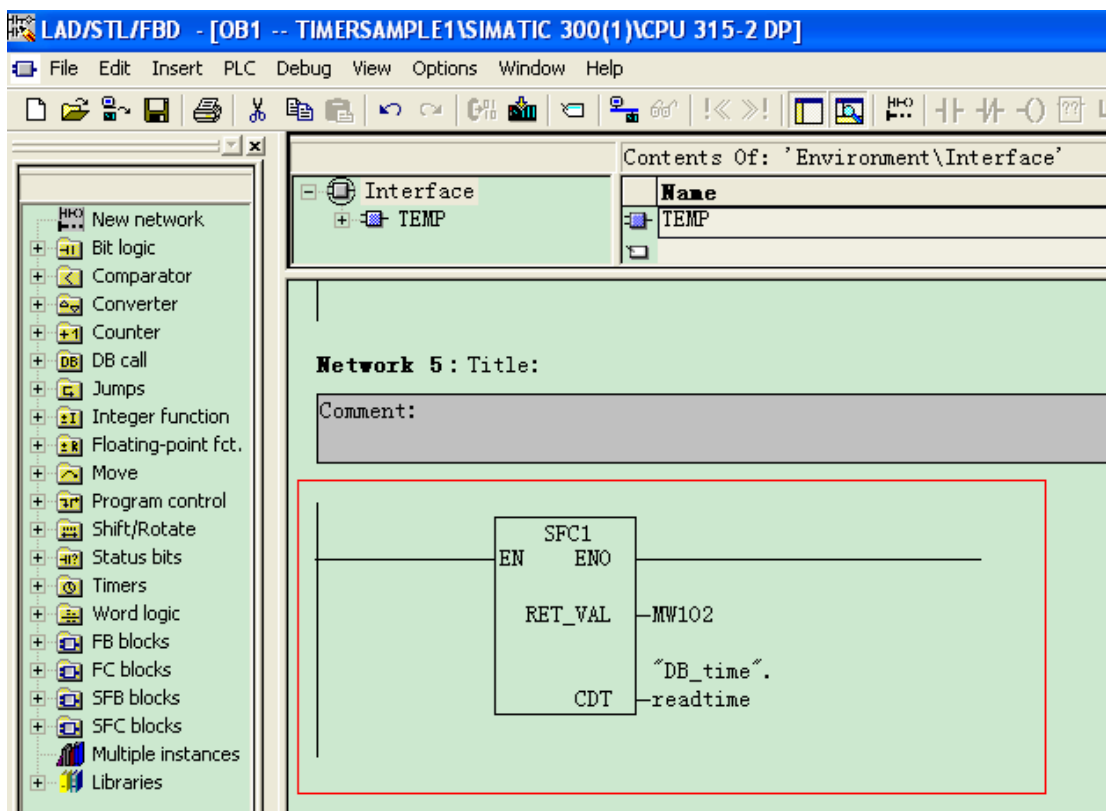 LAD/STL/FBD - [OB1 -- TIMERSAMPLE1\SIMATIC 300(1)\CPU 315-2 DP]
File Edit Insert PLC Debug View Options Window Help
Contents Of: 'Environment\Interface'
Interface
TEMP
Name
TEMP
New network
Bit logic
Comparator
Converter
Counter
DB call
Jumps
Integer function
Floating-point fct.
Move
Program control
Shift/Rotate
Status bits
Timers
Word logic
FB blocks
FC blocks
SFB blocks
SFC blocks
Multiple instances
Libraries
Network 5 : Title:
Comment:
SFC1
EN ENO
RET_VAL MW102
"DB_time".
CDT readtime